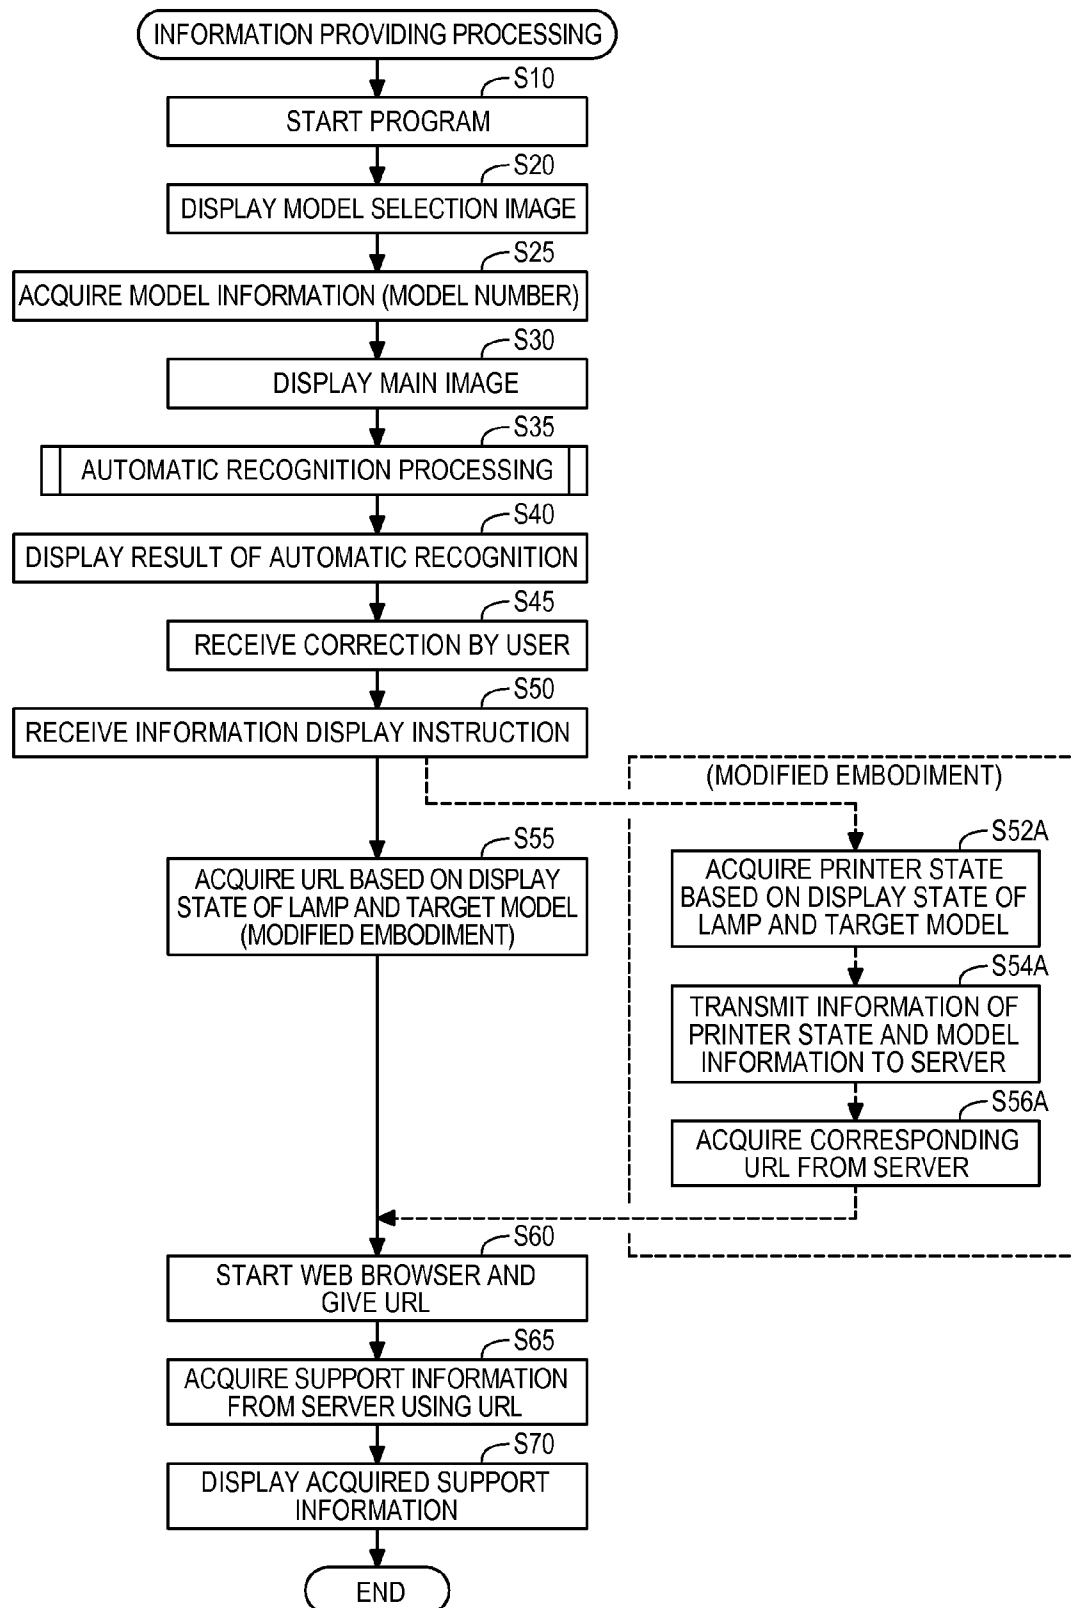 INFORMATION PROVIDING PROCESSING
S10
START PROGRAM
S20
DISPLAY MODEL SELECTION IMAGE
S25
ACQUIRE MODEL INFORMATION (MODEL NUMBER)
S30
DISPLAY MAIN IMAGE
S35
AUTOMATIC RECOGNITION PROCESSING
S40
DISPLAY RESULT OF AUTOMATIC RECOGNITION
S45
RECEIVE CORRECTION BY USER
S50
RECEIVE INFORMATION DISPLAY INSTRUCTION
S55
ACQUIRE URL BASED ON DISPLAY
STATE OF LAMP AND TARGET MODEL
(MODIFIED EMBODIMENT)
(MODIFIED EMBODIMENT)
S52A
ACQUIRE PRINTER STATE
BASED ON DISPLAY STATE OF
LAMP AND TARGET MODEL
S54A
TRANSMIT INFORMATION OF
PRINTER STATE AND MODEL
INFORMATION TO SERVER
S56A
ACQUIRE CORRESPONDING
URL FROM SERVER
S60
START WEB BROWSER AND
GIVE URL
S65
ACQUIRE SUPPORT INFORMATION
FROM SERVER USING URL
S70
DISPLAY ACQUIRED SUPPORT
INFORMATION
END